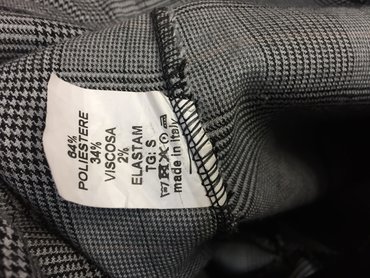 64%
POLIESTERE
34%
VISCOSA
2%
ELASTAM
TG: S
made in Italy